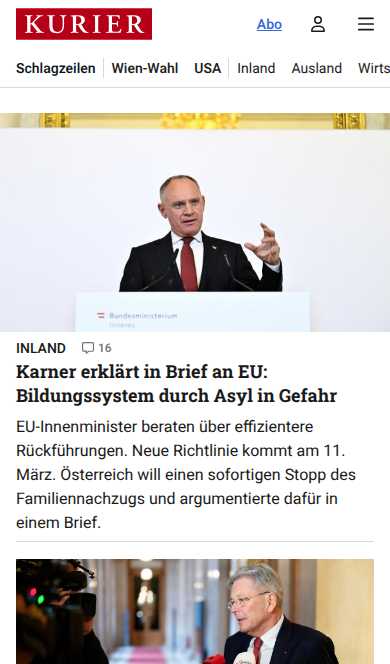 KURIER
Abo
Schlagzeilen
Wien-Wahl
USA
Inland
Ausland
Wirts
Bundesministerium
Inneres
INLAND
16
Karner erklärt in Brief an EU:
Bildungssystem durch Asyl in Gefahr
EU-Innenminister beraten über effizientere
Rückführungen. Neue Richtlinie kommt am 11.
März. Österreich will einen sofortigen Stopp des
Familiennachzugs und argumentierte dafür in
einem Brief.